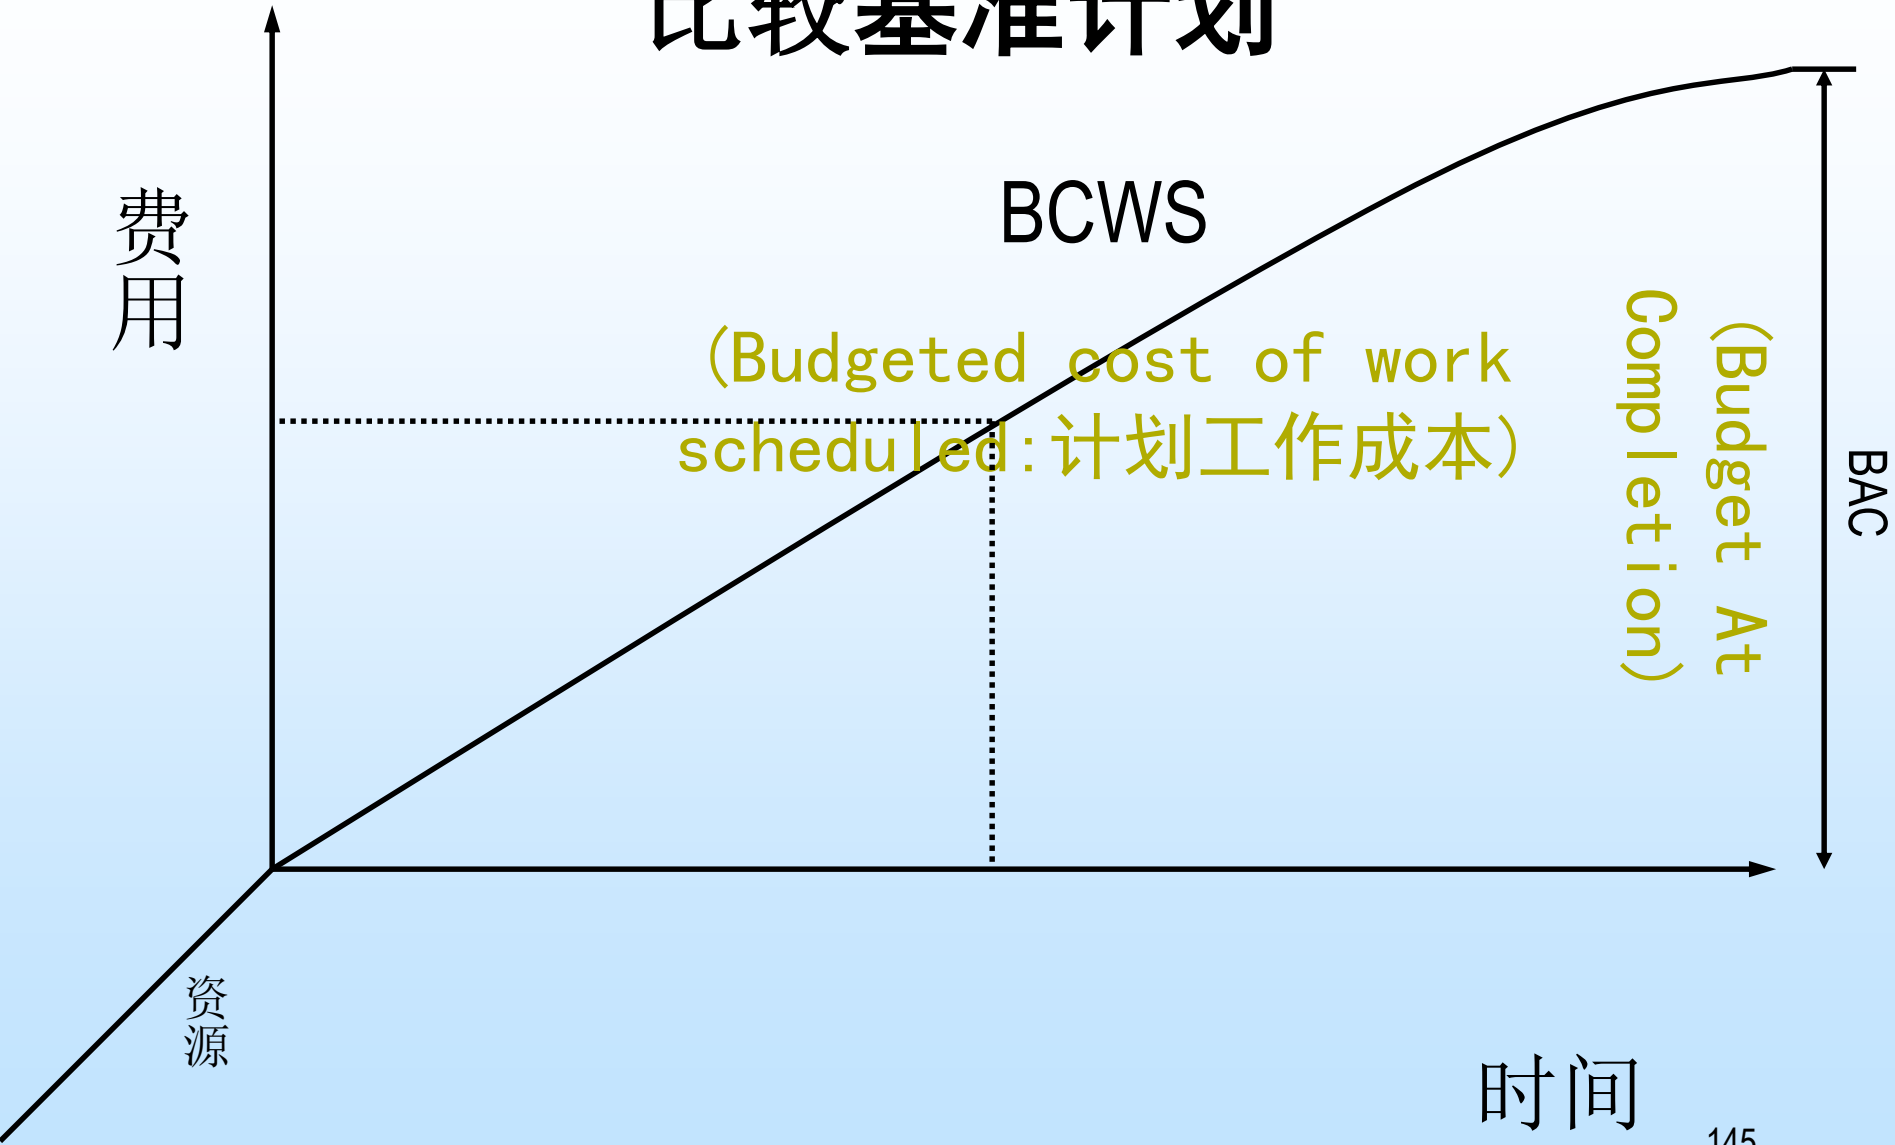 比较基准计划
费
用
BCWS
(Budgeted cost of work
scheduled:计划工作成本)
(Budget At
Completion)
BAC
资
源
时间
145